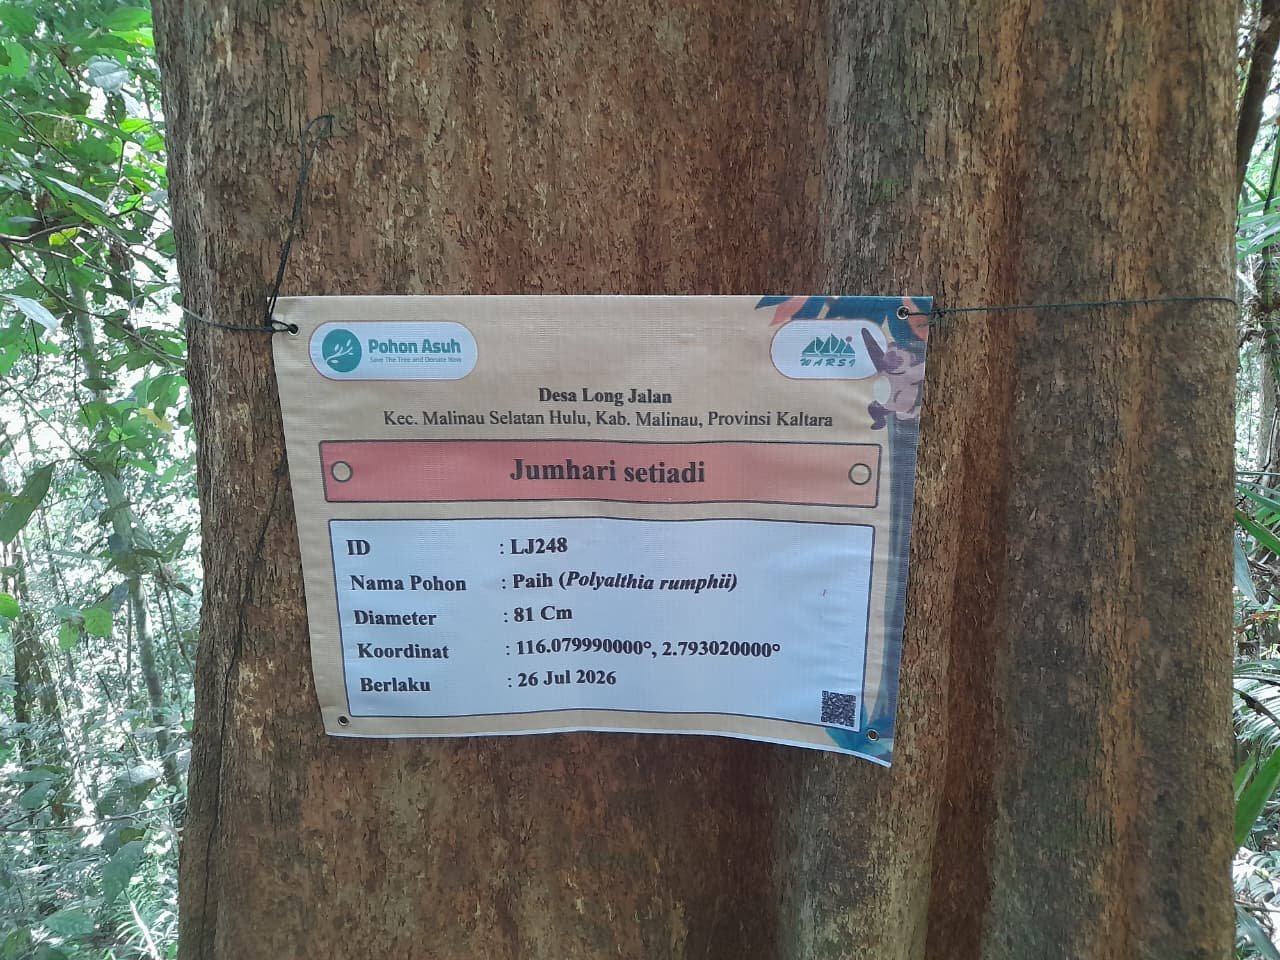 Pohon Asuh
Save The Tree and Donate Now
WARSI
Desa Long Jalan
Kec. Malinau Selatan Hulu, Kab. Malinau, Provinsi Kaltara
Jumhari setiadi
ID : LJ248
Nama Pohon : Paih (Polyalthia rumphii)
Diameter : 81 Cm
Koordinat : 116.079990000°, 2.793020000°
Berlaku : 26 Jul 2026